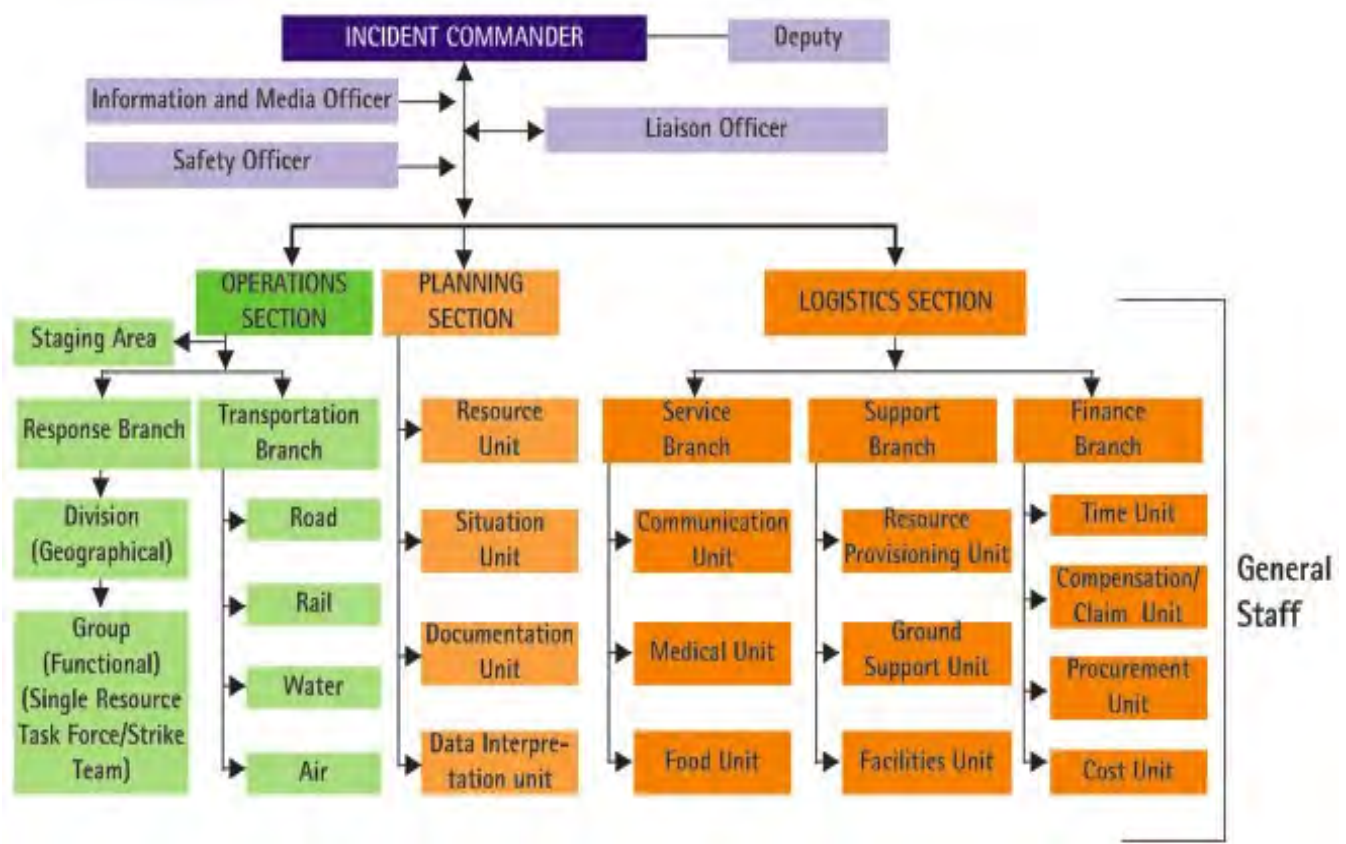 INCIDENT COMMANDER
Deputy
Information and Media Officer
Liaison Officer
Safety Officer
OPERATIONS
SECTION
PLANNING
SECTION
LOGISTICS SECTION
Staging Area
Response Branch
Transportation
Branch
Resource
Unit
Service
Branch
Support
Branch
Finance
Branch
Division
(Geographical)
Road
Situation
Unit
Communication
Unit
Resource
Provisioning Unit
Time Unit
Compensation/
Claim Unit
General
Staff
Rail
Group
(Functional)
(Single Resource
Task Force/Strike
Team)
Documentation
Unit
Medical Unit
Ground
Support Unit
Procurement
Unit
Water
Air
Data Interpre-
tation unit
Food Unit
Facilities Unit
Cost Unit